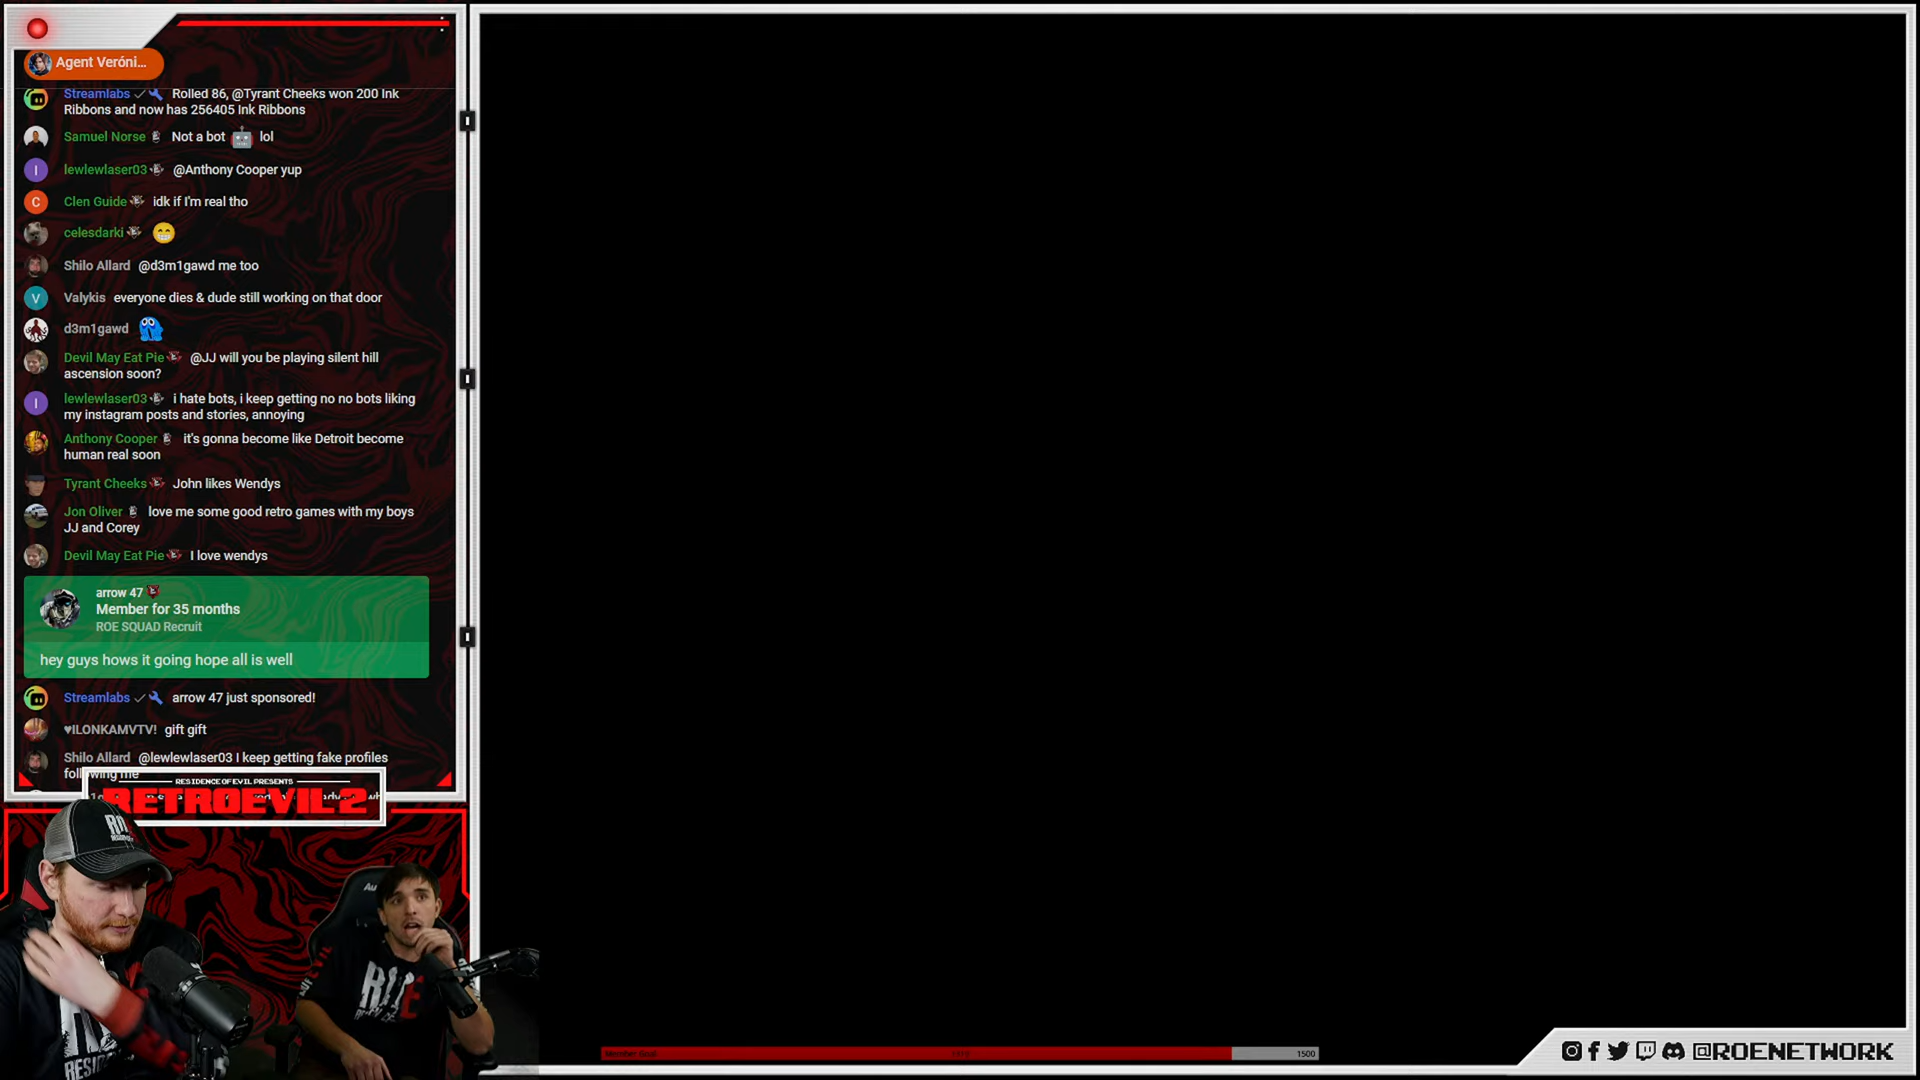 Agent Veróni...
Streamlabs Rolled 86, @Tyrant Cheeks won 200 Ink
Ribbons and now has 256405 Ink Ribbons
Samuel Norse Not a bot lol
lewlewlaser03 @Anthony Cooper yup
C Clen Guide idk if I'm real tho
celesdarki
Shilo Allard @d3m1gawd me too
V Valykis everyone dies & dude still working on that door
d3m1gawd
Devil May Eat Pie @JJ will you be playing silent hill
ascension soon?
lewlewlaser03 i hate bots, i keep getting no no bots liking
my instagram posts and stories, annoying
Anthony Cooper it's gonna become like Detroit become
human real soon
Tyrant Cheeks John likes Wendys
Jon Oliver love me some good retro games with my boys
JJ and Corey
Devil May Eat Pie I love wendys
arrow 47
Member for 35 months
ROE SQUAD Recruit
hey guys hows it going hope all is well
Streamlabs arrow 47 just sponsored!
♥ILONKAMVTV! gift gift
Shilo Allard @lewlewlaser03 I keep getting fake profiles
following me
RESIDENCE OF EVIL PRESENTS
RETROEVIL 2
Member Goal
1500
@ROENETWORK